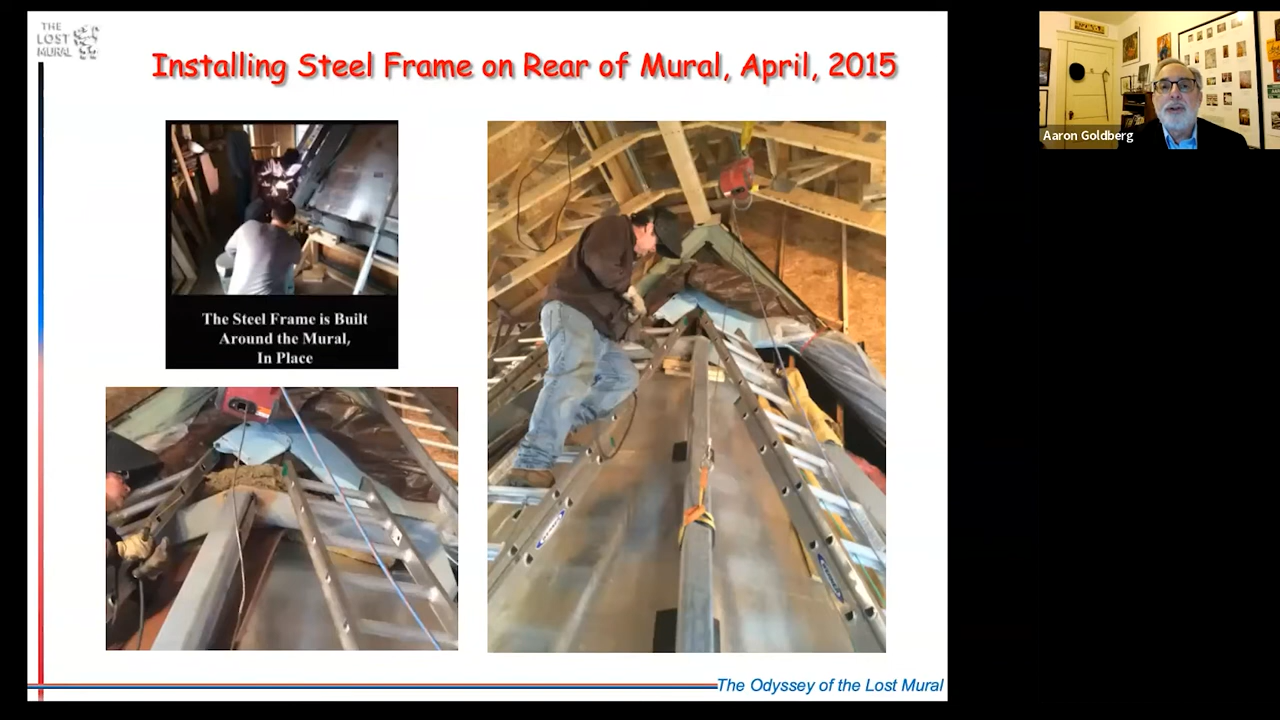 THE
LOST
MURAL
Installing Steel Frame on Rear of Mural, April, 2015
The Steel Frame is Built
Around the Mural,
In Place
The Odyssey of the Lost Mural
Aaron Goldberg